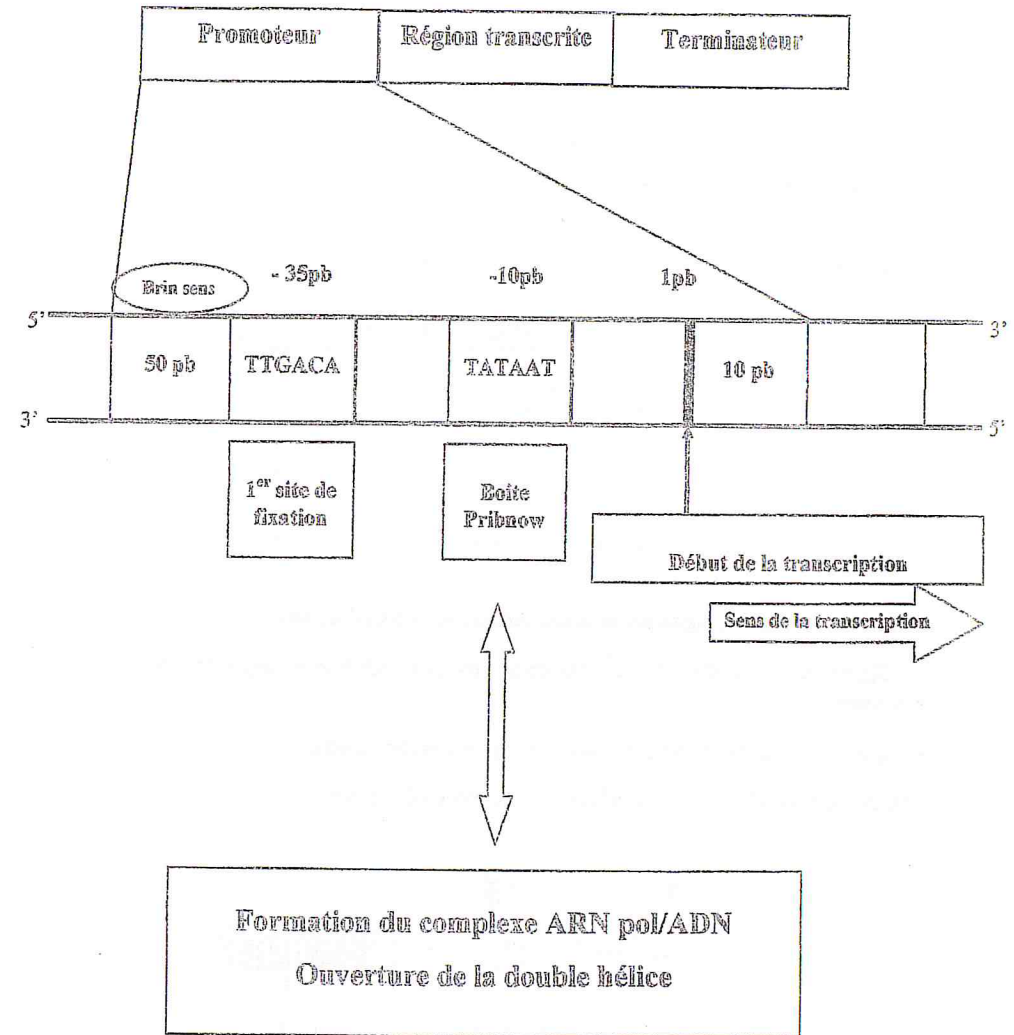 Promoteur
Région transcrite
Terminateur
Brin sens
- 35pb
-10pb
1pb
5'
3'
50 pb
TTGACA
TATAAT
10 pb
3'
5'
1er site de
fixation
Boite
Pribnow
Début de la transcription
Sens de la transcription
Formation du complexe ARN pol/ADN
Ouverture de la double hélice